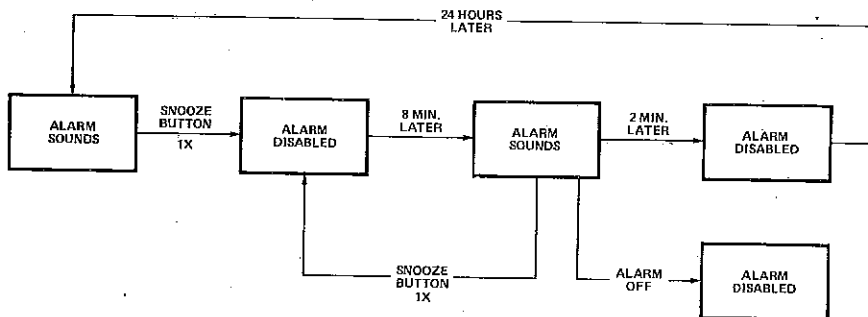 24 HOURS
LATER
ALARM
SOUNDS
SNOOZE
BUTTON
1X
ALARM
DISABLED
8 MIN.
LATER
ALARM
SOUNDS
2 MIN.
LATER
ALARM
DISABLED
SNOOZE
BUTTON
1X
ALARM
OFF
ALARM
DISABLED